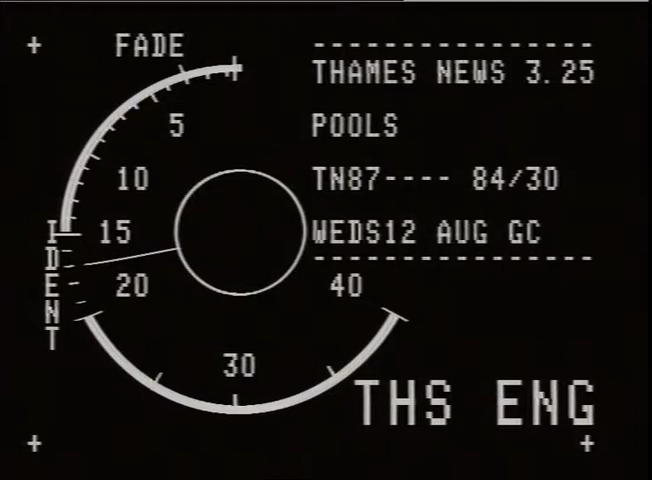 FADE
THAMES NEWS 3.25
5
POOLS
10
TN87---- 84/30
15
WEDS12 AUG GC
IDENT
20
40
30
THS ENG